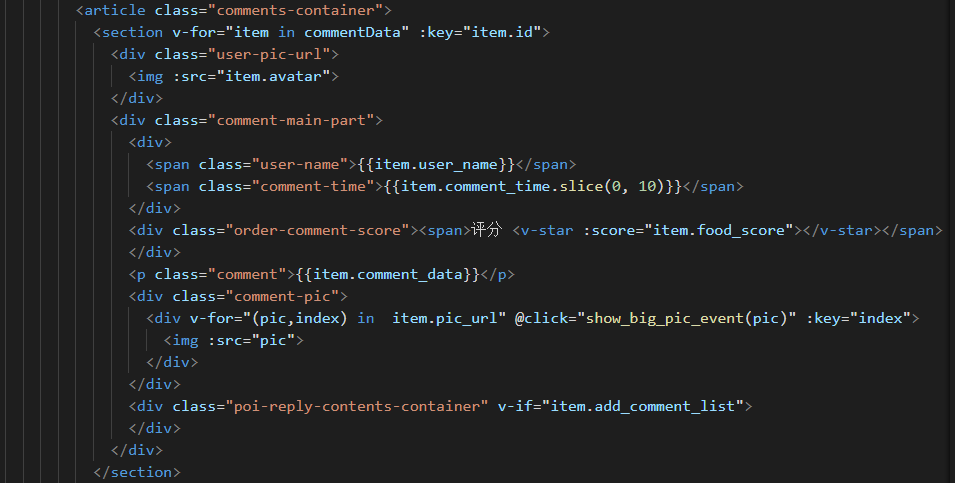 <article class="comments-container">
<section v-for="item in commentData" :key="item.id">
<div class="user-pic-url">
<img :src="item.avatar">
</div>
<div class="comment-main-part">
<div>
<span class="user-name">{{item.user_name}}</span>
<span class="comment-time">{{item.comment_time.slice(0, 10)}}</span>
</div>
<div class="order-comment-score"><span>评分 <v-star :score="item.food_score"></v-star></span>
</div>
<p class="comment">{{item.comment_data}}</p>
<div class="comment-pic">
<div v-for="(pic,index) in  item.pic_url" @click="show_big_pic_event(pic)" :key="index">
<img :src="pic">
</div>
</div>
<div class="poi-reply-contents-container" v-if="item.add_comment_list">
</div>
</div>
</section>